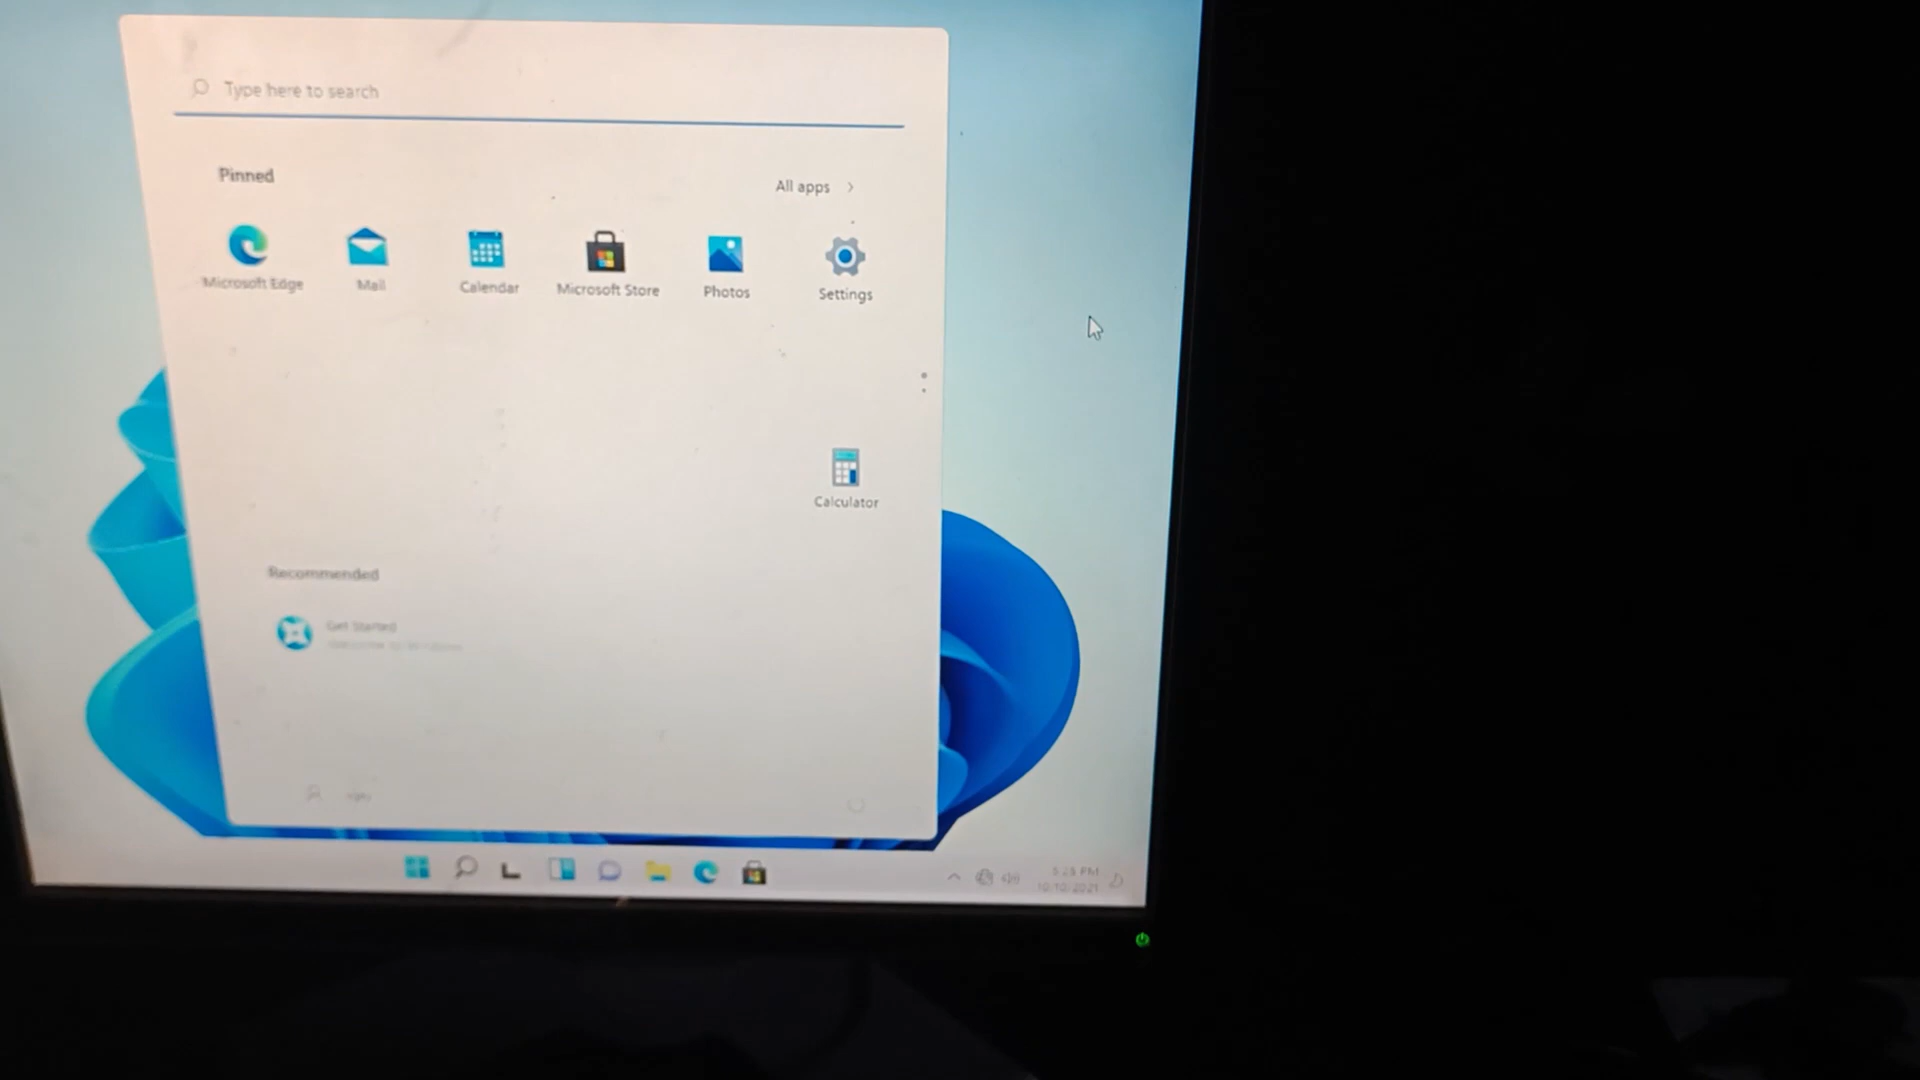 Type here to search
Pinned
All apps
Microsoft Edge
Mail
Calendar
Microsoft Store
Photos
Settings
Calculator
Recommended
Get Started
5:25 PM
10-10-2021